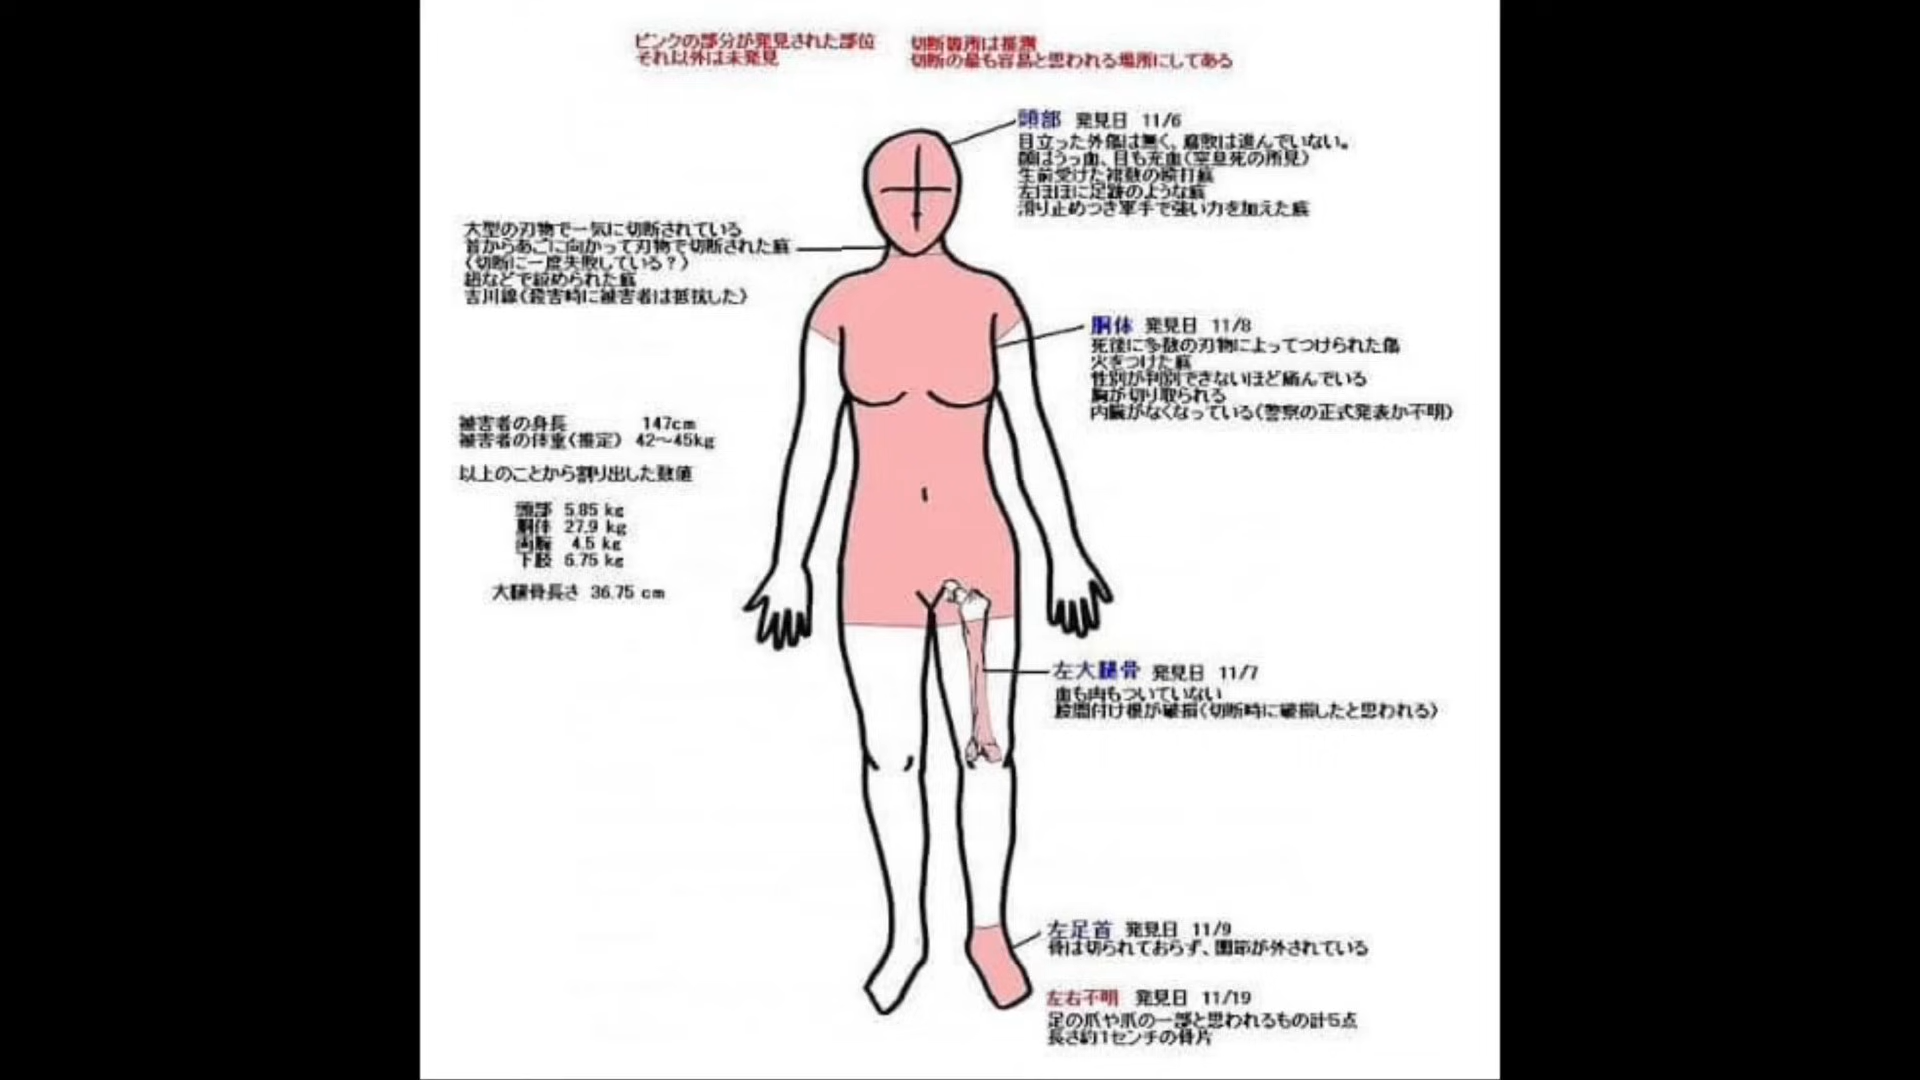 ピンクの部分が発見された部位
それ以外は未発見
切断箇所は推測
切断の最も容易と思われる場所にしてある
頭部 発見日 11/6
目立った外傷は無く、腐敗は進んでいない。
顔はうっ血、目も充血(窒息死の所見)
生前受けた複数の殴打痕
左ほほに足跡のような痕
滑り止めつき軍手で強い力を加えた痕
大型の刃物で一気に切断されている
首からあごに向かって刃物で切断された痕
(切断に一度失敗している?)
紐などで絞められた痕
吉川線(殺害時に被害者は抵抗した)
胴体 発見日 11/8
死後に多数の刃物によってつけられた傷
火をつけた痕
性別が判別できないほど痛んでいる
胸が切り取られる
内臓がなくなっている(警察の正式発表か不明)
被害者の身長 147cm
被害者の体重(推定) 42〜45kg
以上のことから割り出した数値
頭部 5.85 kg
胴体 27.9 kg
両腕 4.5 kg
下肢 6.75 kg
大腿骨長さ 36.75 cm
左大腿骨 発見日 11/7
血も肉もついていない
股間付け根が破損(切断時に破損したと思われる)
左足首 発見日 11/9
骨は切られておらず、関節が外されている
左右不明 発見日 11/19
足の爪や爪の一部と思われるもの計5点
長さ約1センチの骨片